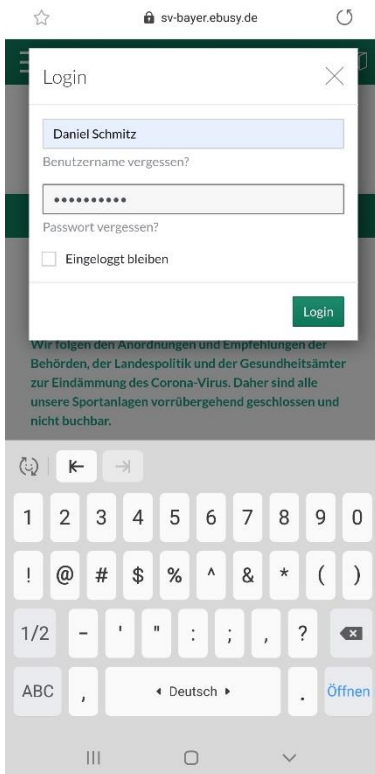 sv-bayer.ebusy.de
Login
Daniel Schmitz
Benutzername vergessen?
••••••••••
Passwort vergessen?
Eingeloggt bleiben
Login
Wir folgen den Anordnungen und Empfehlungen der
Behörden, der Landespolitik und der Gesundheitsämter
zur Eindämmung des Corona-Virus. Daher sind alle
unsere Sportanlagen vorrübergehend geschlossen und
nicht buchbar.
1 2 3 4 5 6 7 8 9 0
! @ # $ % ^ & * ( )
1/2 - ' " : ; , ?
ABC , Deutsch . Öffnen